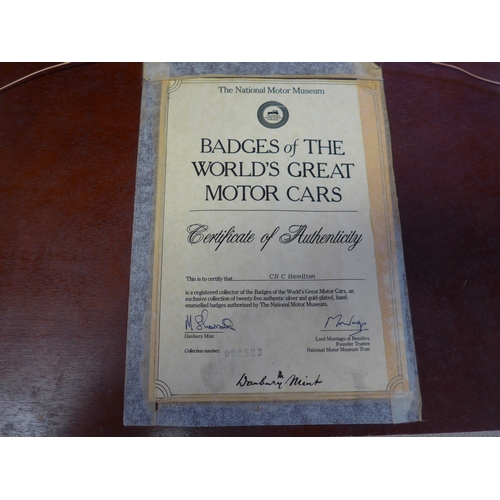 The National Motor Museum
BADGES of THE
WORLD'S GREAT
MOTOR CARS
Certificate of Authenticity
This is to certify that CH C Hamilton
is a registered collector of the Badges of the World's Great Motor Cars, an
exclusive collection of twenty five authentic silver and gold-plated, hand-
enamelled badges authorised by The National Motor Museum.
Danbury Mint
Lord Montagu of Beaulieu
Founder Trustee
National Motor Museum Trust
Collection number: 000523
Danbury Mint